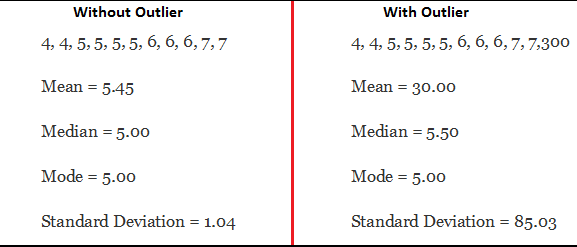 Without Outlier
4, 4, 5, 5, 5, 5, 6, 6, 6, 7, 7
Mean = 5.45
Median = 5.00
Mode = 5.00
Standard Deviation = 1.04
With Outlier
4, 4, 5, 5, 5, 5, 6, 6, 6, 7, 7,300
Mean = 30.00
Median = 5.50
Mode = 5.00
Standard Deviation = 85.03